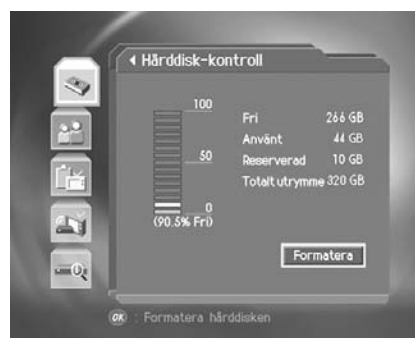 Hårddisk-kontroll
100
50
0
(90.5% Fri)
Fri 266 GB
Använt 44 GB
Reserverad 10 GB
Totalt utrymme 320 GB
Formatera
OK : Formatera hårddisken